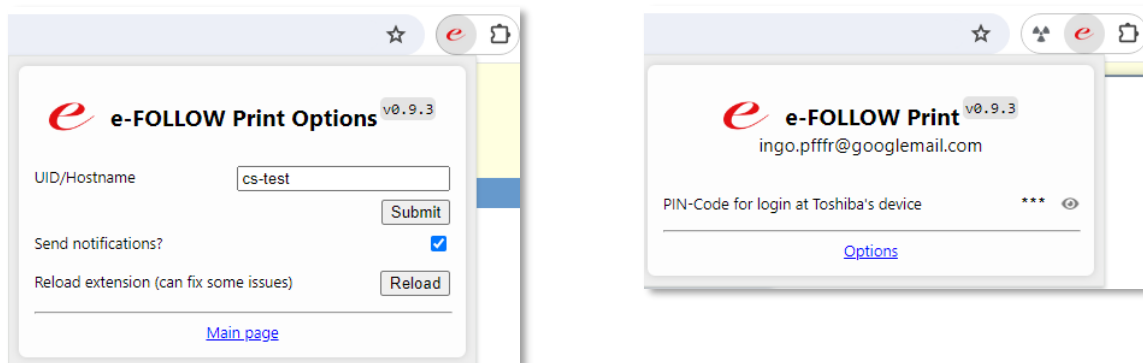 e
e e-FOLLOW Print Options v0.9.3
UID/Hostname cs-test
Submit
Send notifications?
Reload extension (can fix some issues) Reload
Main page
e
e e-FOLLOW Print v0.9.3
ingo.pfffr@googlemail.com
PIN-Code for login at Toshiba's device ***
Options